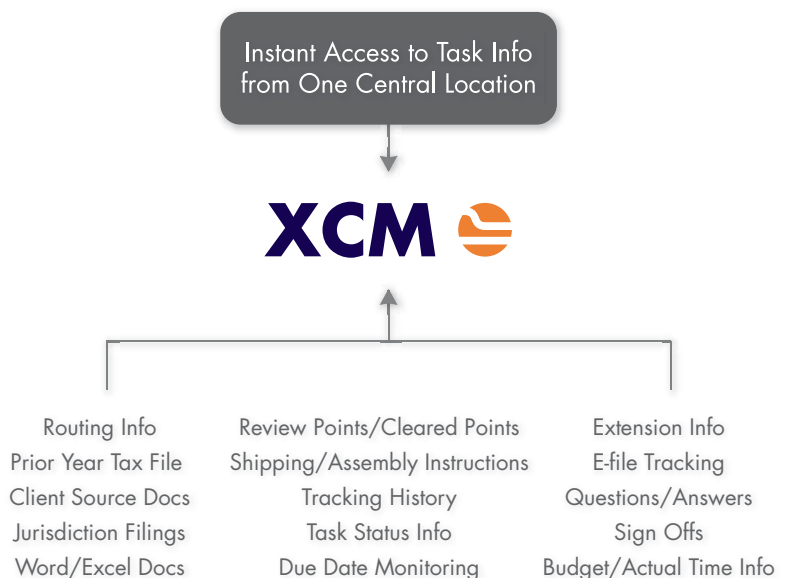 Instant Access to Task Info
from One Central Location
XCM
Routing Info
Prior Year Tax File
Client Source Docs
Jurisdiction Filings
Word/Excel Docs
Review Points/Cleared Points
Shipping/Assembly Instructions
Tracking History
Task Status Info
Due Date Monitoring
Extension Info
E-file Tracking
Questions/Answers
Sign Offs
Budget/Actual Time Info